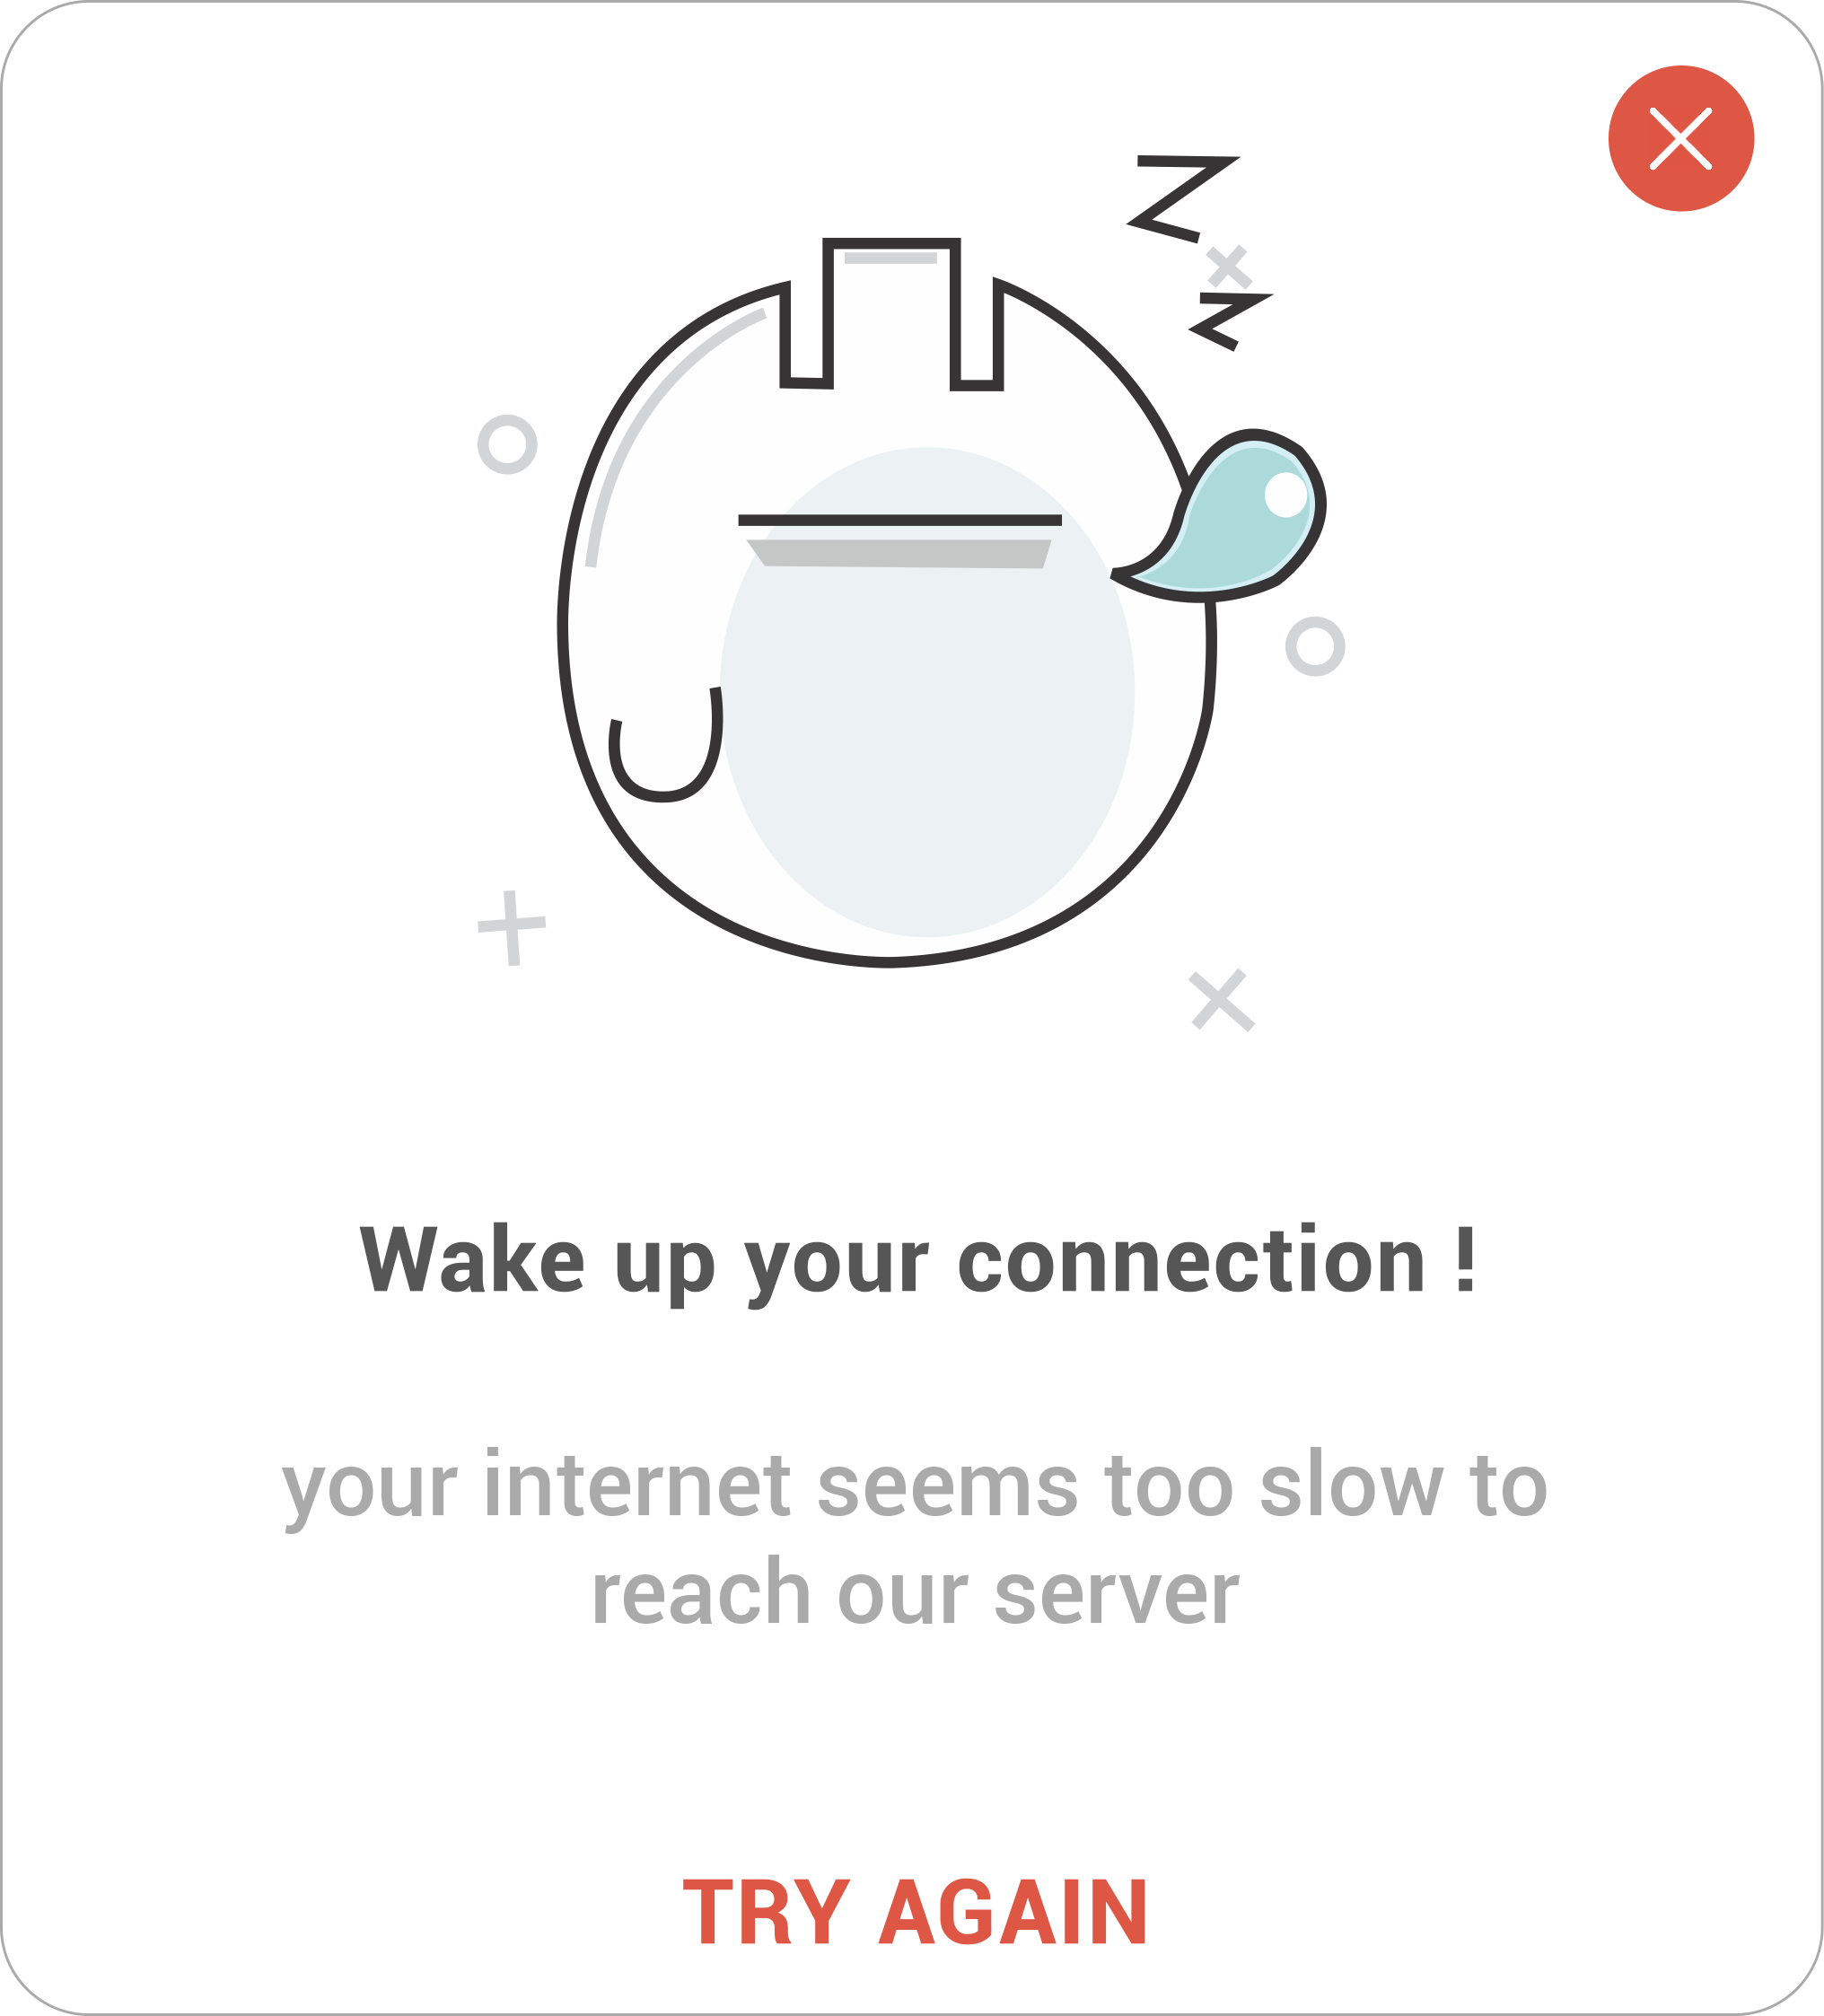 Z
Z
Wake up your connection !
your internet seems too slow to
reach our server
TRY AGAIN